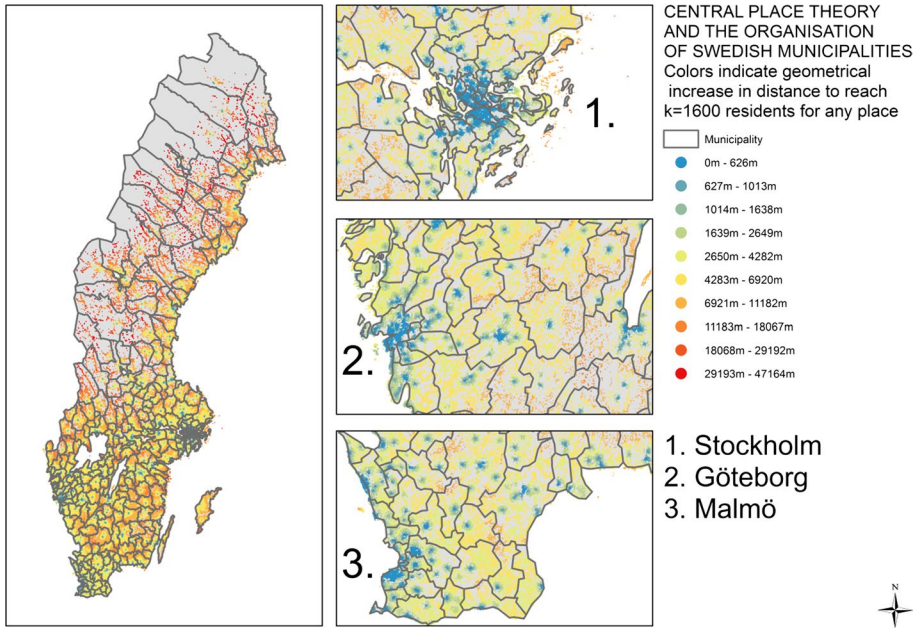 CENTRAL PLACE THEORY
AND THE ORGANISATION
OF SWEDISH MUNICIPALITIES
Colors indicate geometrical
increase in distance to reach
k=1600 residents for any place
Municipality
0m - 626m
627m - 1013m
1014m - 1638m
1639m - 2649m
2650m - 4282m
4283m - 6920m
6921m - 11182m
11183m - 18067m
18068m - 29192m
29193m - 47164m
1.
2.
3.
1. Stockholm
2. Göteborg
3. Malmö
N